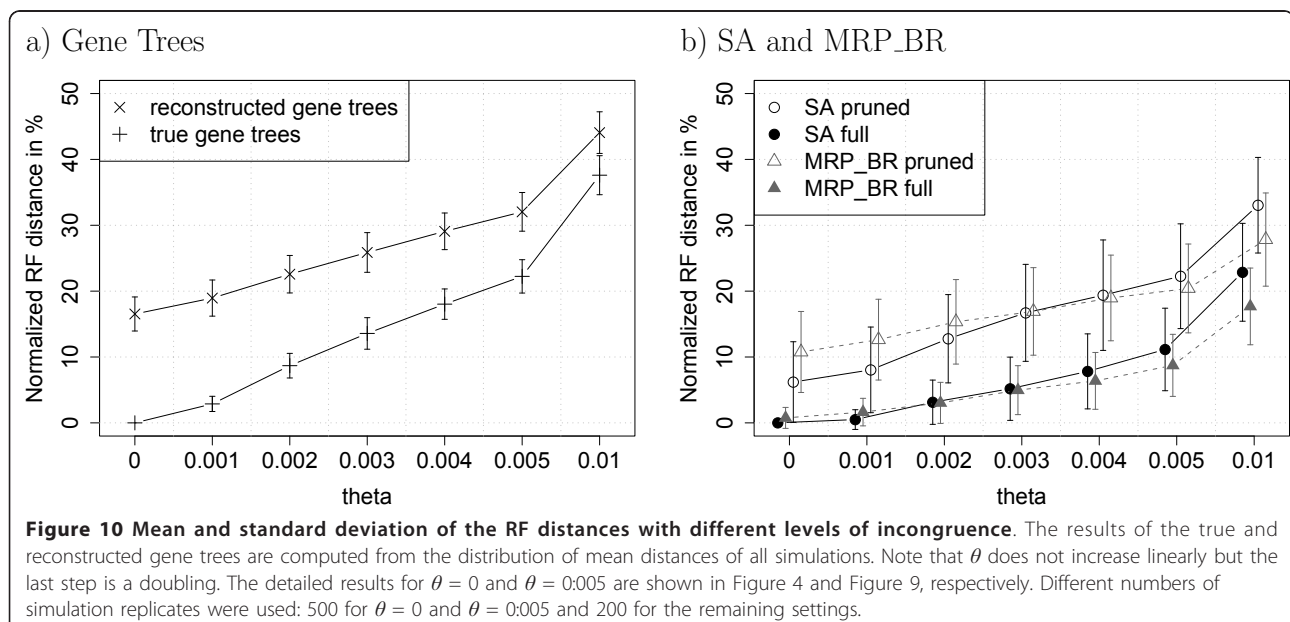 a) Gene Trees
b) SA and MRP_BR
Normalized RF distance in %
50
40
30
20
10
0
× reconstructed gene trees
+ true gene trees
0 0.001 0.002 0.003 0.004 0.005 0.01
theta
Normalized RF distance in %
50
40
30
20
10
0
SA pruned
SA full
MRP_BR pruned
MRP_BR full
0 0.001 0.002 0.003 0.004 0.005 0.01
theta
Figure 10 Mean and standard deviation of the RF distances with different levels of incongruence. The results of the true and
reconstructed gene trees are computed from the distribution of mean distances of all simulations. Note that θ does not increase linearly but the
last step is a doubling. The detailed results for θ = 0 and θ = 0:005 are shown in Figure 4 and Figure 9, respectively. Different numbers of
simulation replicates were used: 500 for θ = 0 and θ = 0:005 and 200 for the remaining settings.